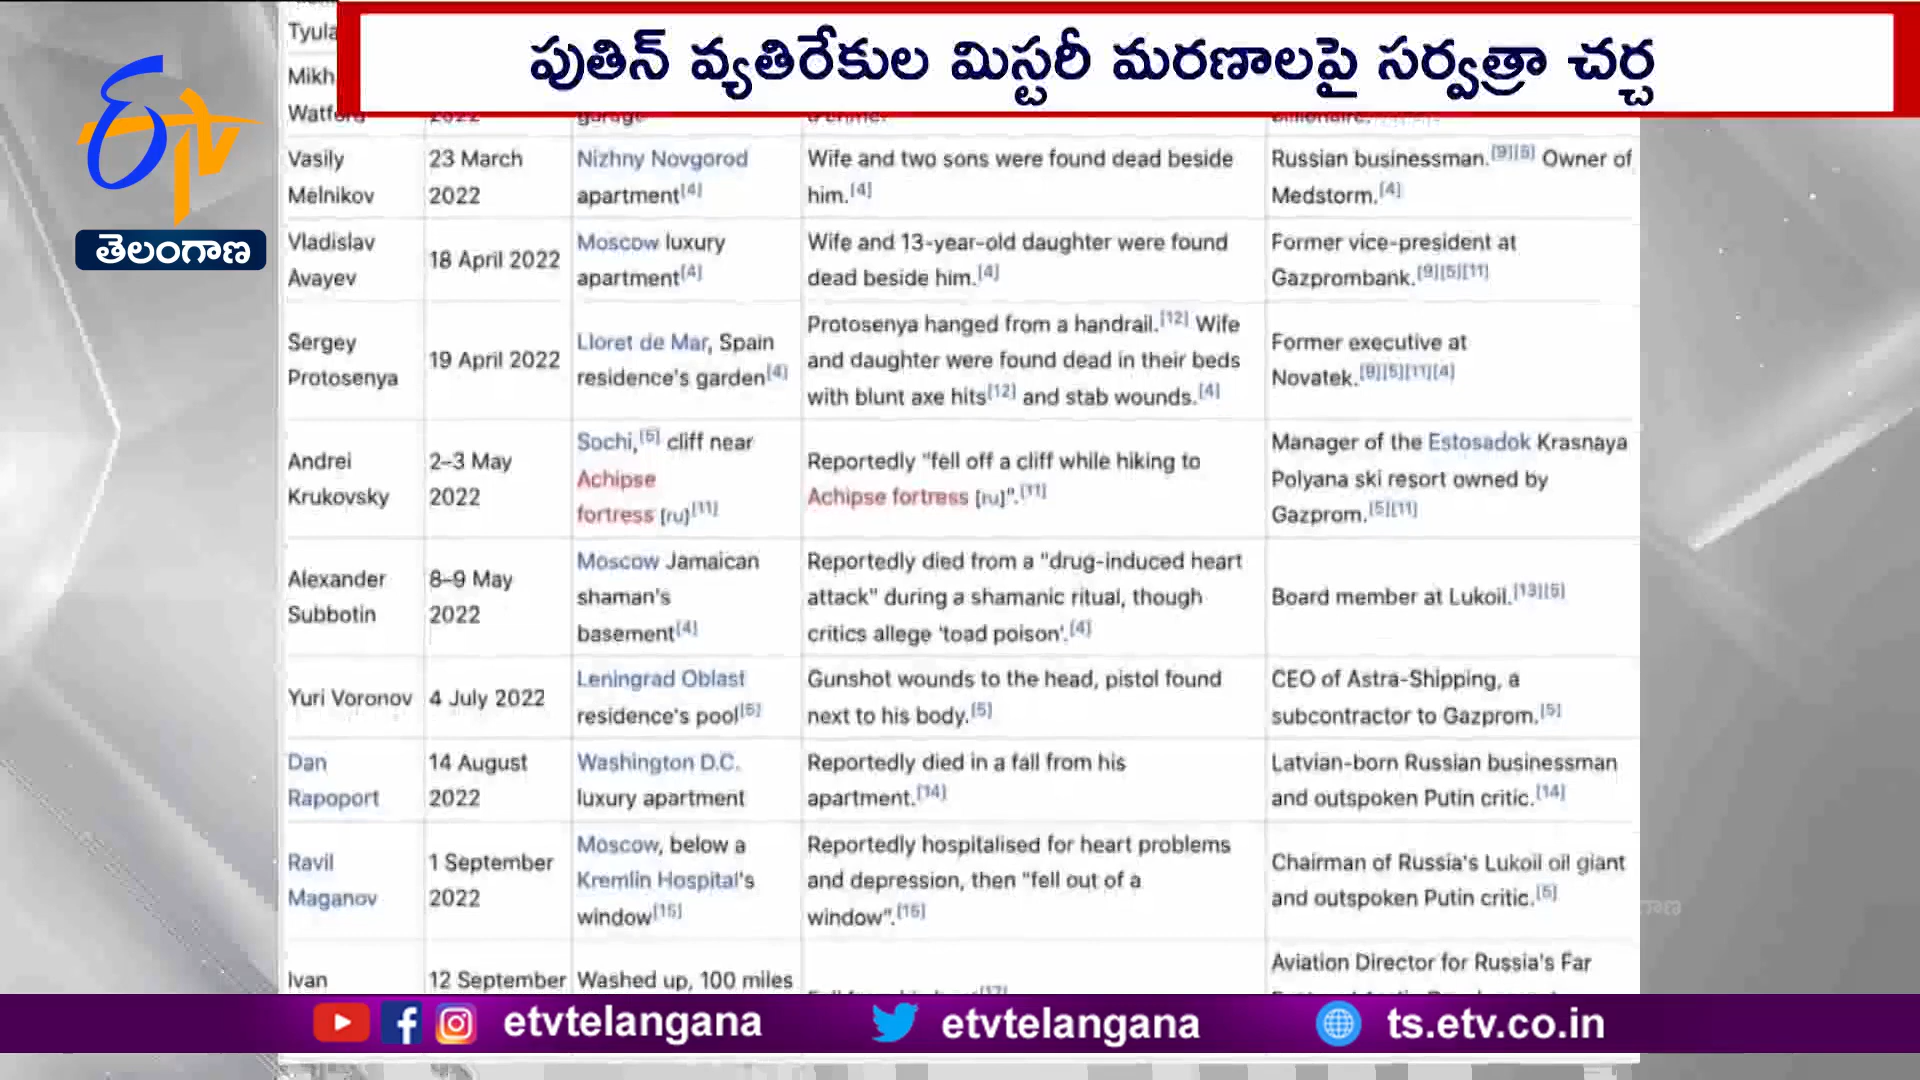 పుతిన్ వ్యతిరేకుల మిస్టరీ మరణాలపై సర్వత్రా చర్చ
ETV
తెలంగాణ
Vasily Melnikov
23 March 2022
Nizhny Novgorod apartment[4]
Wife and two sons were found dead beside him.[4]
Russian businessman.[9][5] Owner of Medstorm.[4]
Vladislav Avayev
18 April 2022
Moscow luxury apartment[4]
Wife and 13-year-old daughter were found dead beside him.[4]
Former vice-president at Gazprombank.[9][5][11]
Sergey Protosenya
19 April 2022
Lloret de Mar, Spain residence's garden[4]
Protosenya hanged from a handrail.[12] Wife and daughter were found dead in their beds with blunt axe hits[12] and stab wounds.[4]
Former executive at Novatek.[9][5][11][4]
Andrei Krukovsky
2–3 May 2022
Sochi,[5] cliff near Achipse fortress [ru][11]
Reportedly "fell off a cliff while hiking to Achipse fortress [ru]".[11]
Manager of the Estosadok Krasnaya Polyana ski resort owned by Gazprom.[5][11]
Alexander Subbotin
8–9 May 2022
Moscow Jamaican shaman's basement[4]
Reportedly died from a "drug-induced heart attack" during a shamanic ritual, though critics allege 'toad poison'.[4]
Board member at Lukoil.[13][5]
Yuri Voronov
4 July 2022
Leningrad Oblast residence's pool[5]
Gunshot wounds to the head, pistol found next to his body.[5]
CEO of Astra-Shipping, a subcontractor to Gazprom.[5]
Dan Rapoport
14 August 2022
Washington D.C. luxury apartment
Reportedly died in a fall from his apartment.[14]
Latvian-born Russian businessman and outspoken Putin critic.[14]
Ravil Maganov
1 September 2022
Moscow, below a Kremlin Hospital's window[15]
Reportedly hospitalised for heart problems and depression, then "fell out of a window".[15]
Chairman of Russia's Lukoil oil giant and outspoken Putin critic.[5]
Ivan
12 September
Washed up, 100 miles
Aviation Director for Russia's Far
etvtelangana
etvtelangana
ts.etv.co.in